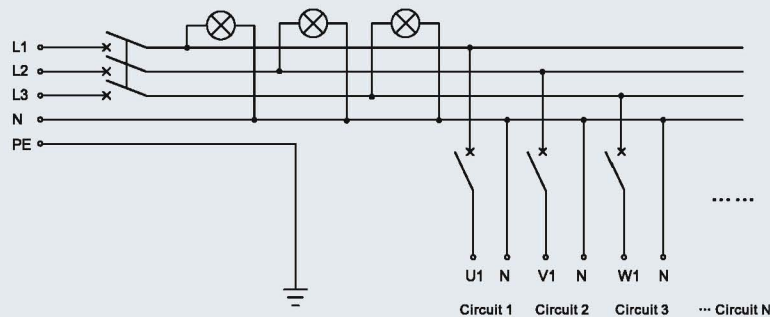 L1
L2
L3
N
PE
U1 N V1 N W1 N
Circuit 1 Circuit 2 Circuit 3 ··· Circuit N